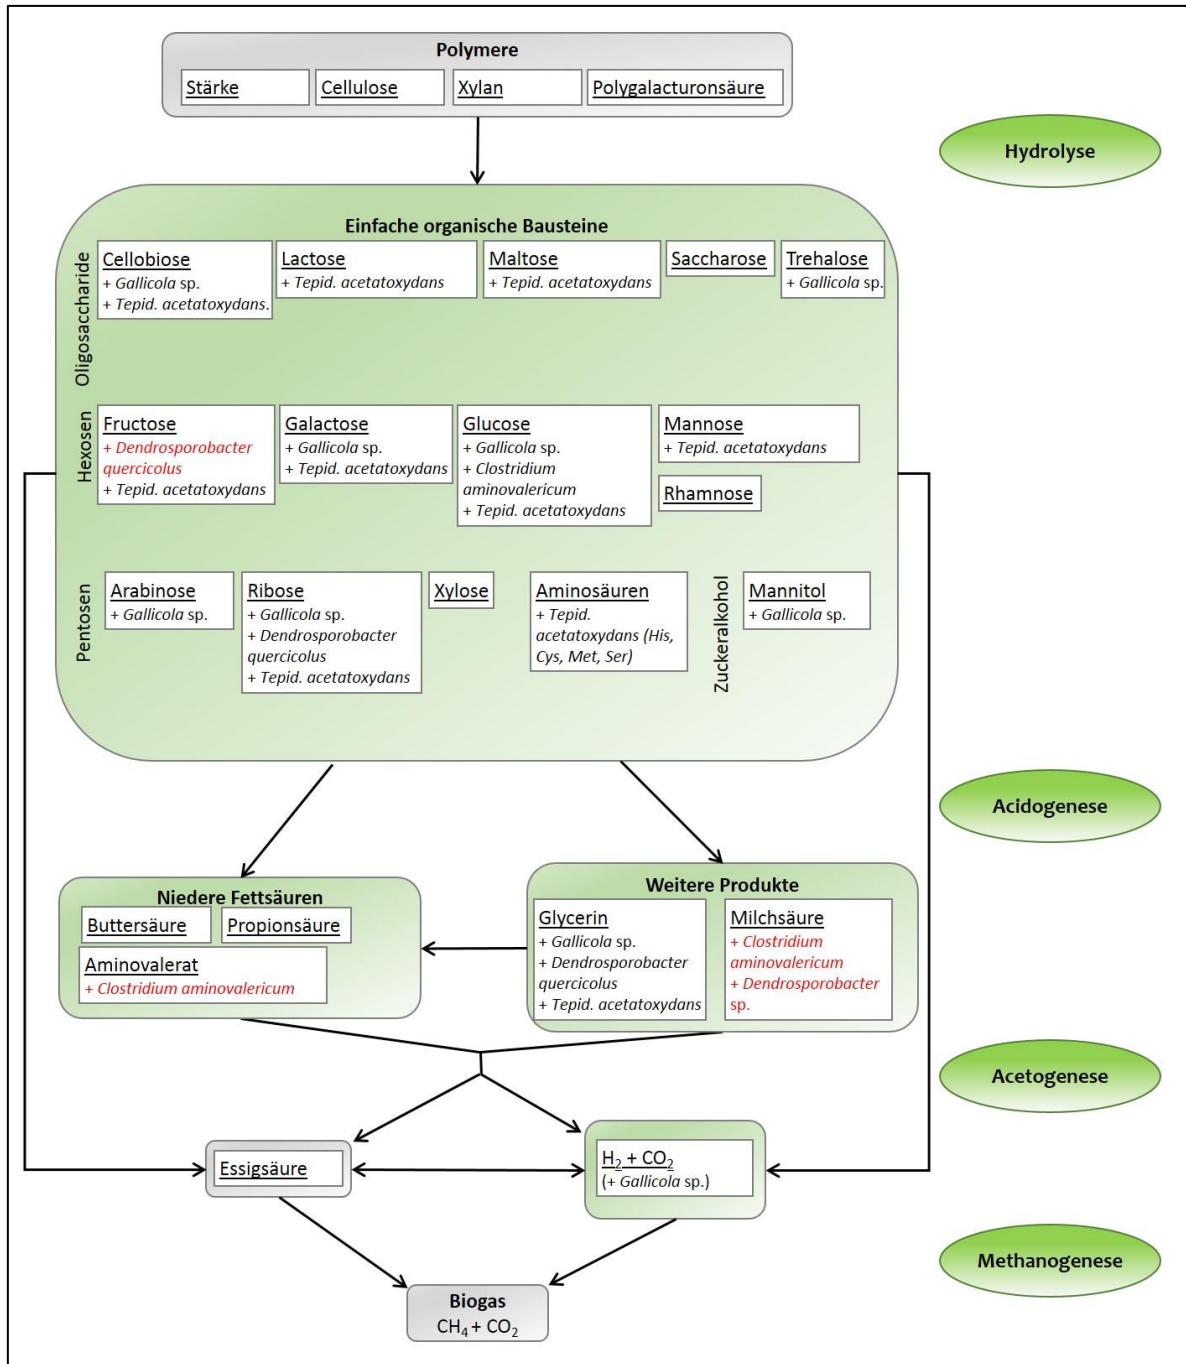 Polymere
Stärke
Cellulose
Xylan
Polygalacturonsäure
Hydrolyse
Einfache organische Bausteine
Oligosaccharide
Cellobiose
+ Gallicola sp.
+ Tepid. acetatoxydans.
Lactose
+ Tepid. acetatoxydans
Maltose
+ Tepid. acetatoxydans
Saccharose
Trehalose
+ Gallicola sp.
Hexosen
Fructose
+ Dendrosporobacter
quercicolus
+ Tepid. acetatoxydans
Galactose
+ Gallicola sp.
+ Tepid. acetatoxydans
Glucose
+ Gallicola sp.
+ Clostridium
aminovalericum
+ Tepid. acetatoxydans
Mannose
+ Tepid. acetatoxydans
Rhamnose
Pentosen
Arabinose
+ Gallicola sp.
Ribose
+ Gallicola sp.
+ Dendrosporobacter
quercicolus
+ Tepid. acetatoxydans
Xylose
Aminosäuren
+ Tepid.
acetatoxydans (His,
Cys, Met, Ser)
Zuckeralkohol
Mannitol
+ Gallicola sp.
Acidogenese
Niedere Fettsäuren
Buttersäure
Propionsäure
Aminovalerat
+ Clostridium aminovalericum
Weitere Produkte
Glycerin
+ Gallicola sp.
+ Dendrosporobacter
quercicolus
+ Tepid. acetatoxydans
Milchsäure
+ Clostridium
aminovalericum
+ Dendrosporobacter
sp.
Acetogenese
Essigsäure
H₂ + CO₂
(+ Gallicola sp.)
Methanogenese
Biogas
CH₄ + CO₂